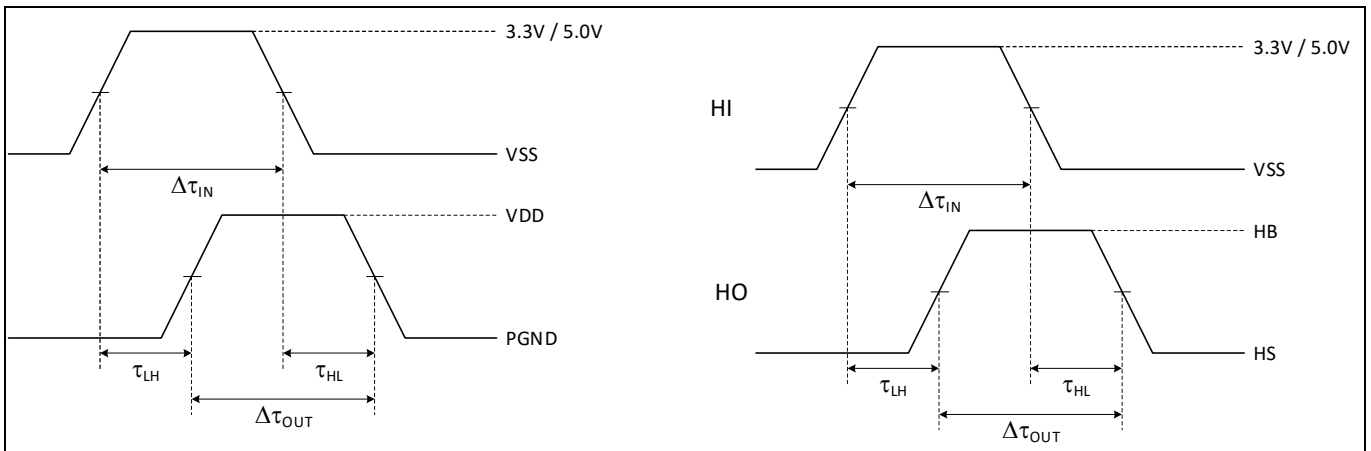 3.3V / 5.0V
VSS
ΔτIN
VDD
PGND
τLH
τHL
ΔτOUT
3.3V / 5.0V
HI
VSS
ΔτIN
HB
HO
HS
τLH
τHL
ΔτOUT